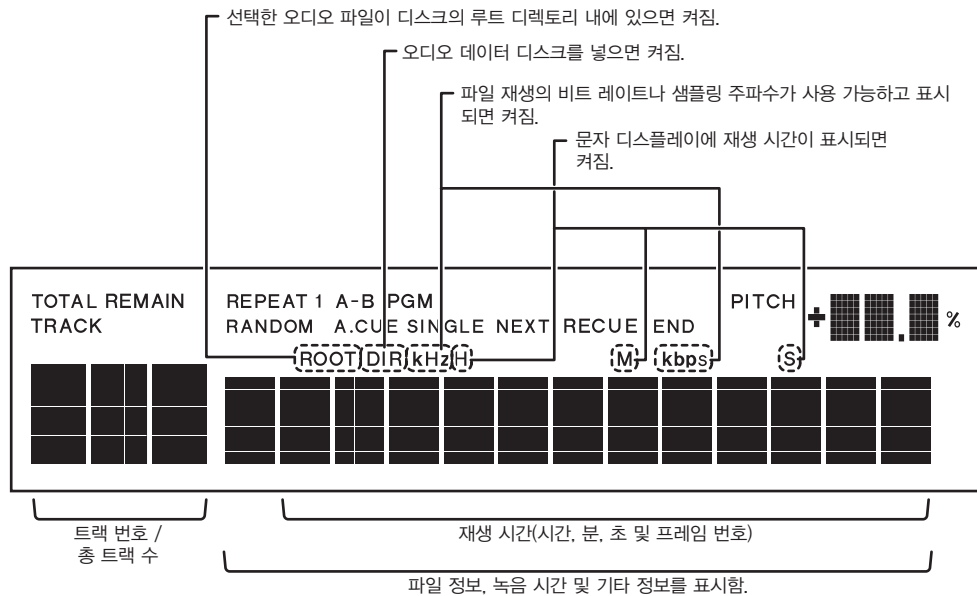 선택한 오디오 파일이 디스크의 루트 디렉토리 내에 있으면 켜짐.
오디오 데이터 디스크를 넣으면 켜짐.
파일 재생의 비트 레이트나 샘플링 주파수가 사용 가능하고 표시
되면 켜짐.
문자 디스플레이에 재생 시간이 표시되면
켜짐.
TOTAL REMAIN
TRACK
REPEAT 1 A-B PGM
RANDOM A.CUE SINGLE NEXT RECUE END
PITCH
+
%
ROOT DIR kHz H M kbps S
트랙 번호 /
총 트랙 수
재생 시간(시간, 분, 초 및 프레임 번호)
파일 정보, 녹음 시간 및 기타 정보를 표시함.